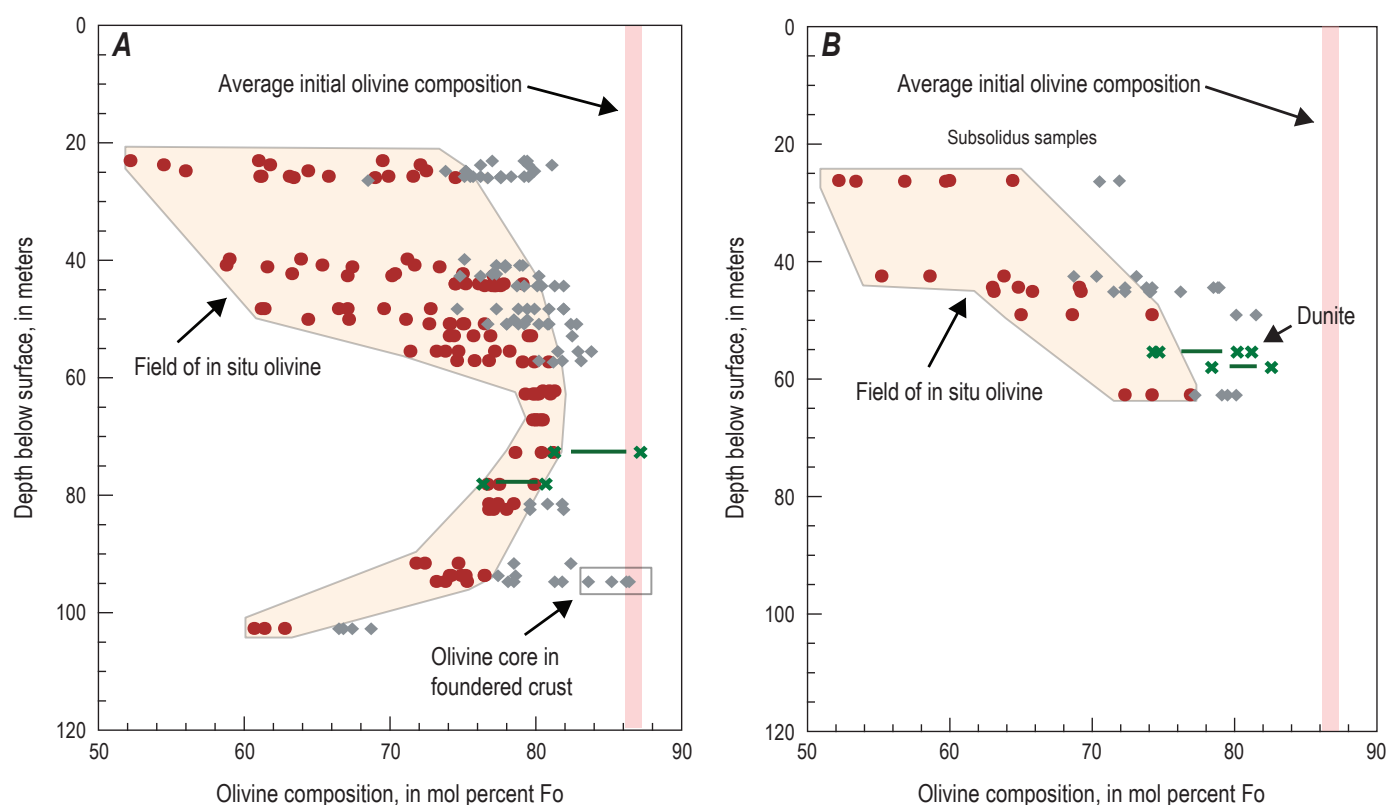 A
Average initial olivine composition
Field of in situ olivine
Olivine core in
foundered crust
0
20
40
60
80
100
120
50
60
70
80
90
Depth below surface, in meters
Olivine composition, in mol percent Fo
B
Average initial olivine composition
Subsolidus samples
Dunite
Field of in situ olivine
0
20
40
60
80
100
120
50
60
70
80
90
Depth below surface, in meters
Olivine composition, in mol percent Fo